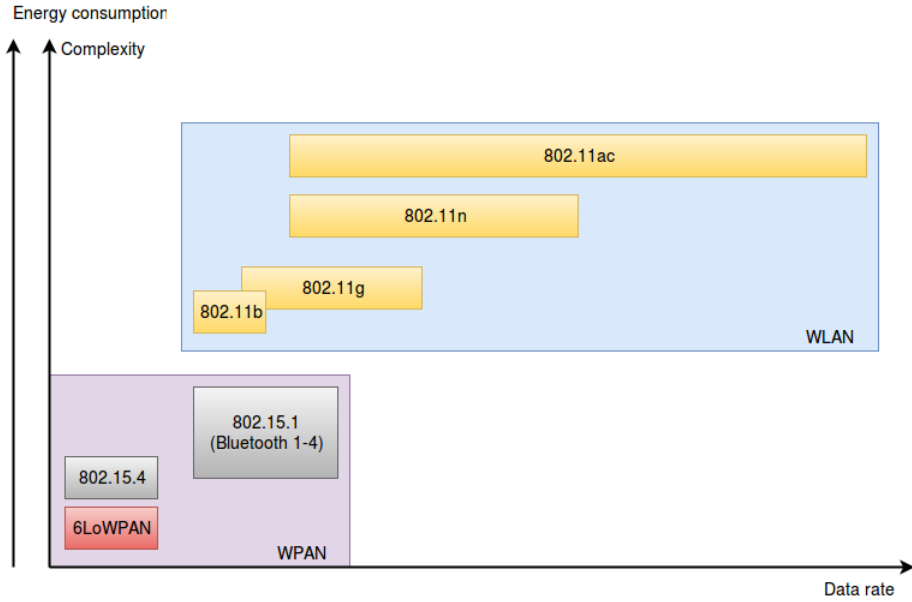 Energy consumption
Complexity
802.11ac
802.11n
802.11g
802.11b
WLAN
802.15.1
(Bluetooth 1-4)
802.15.4
6LoWPAN
WPAN
Data rate